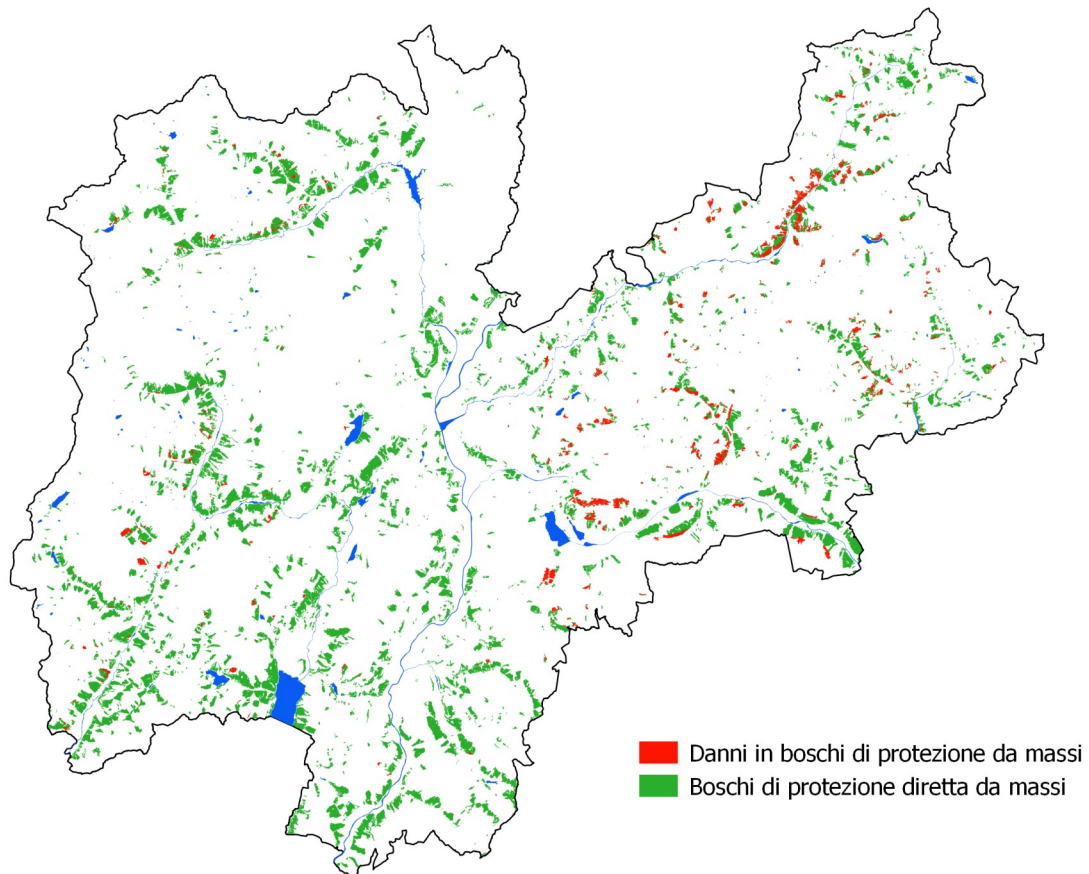 Danni in boschi di protezione da massi
Boschi di protezione diretta da massi